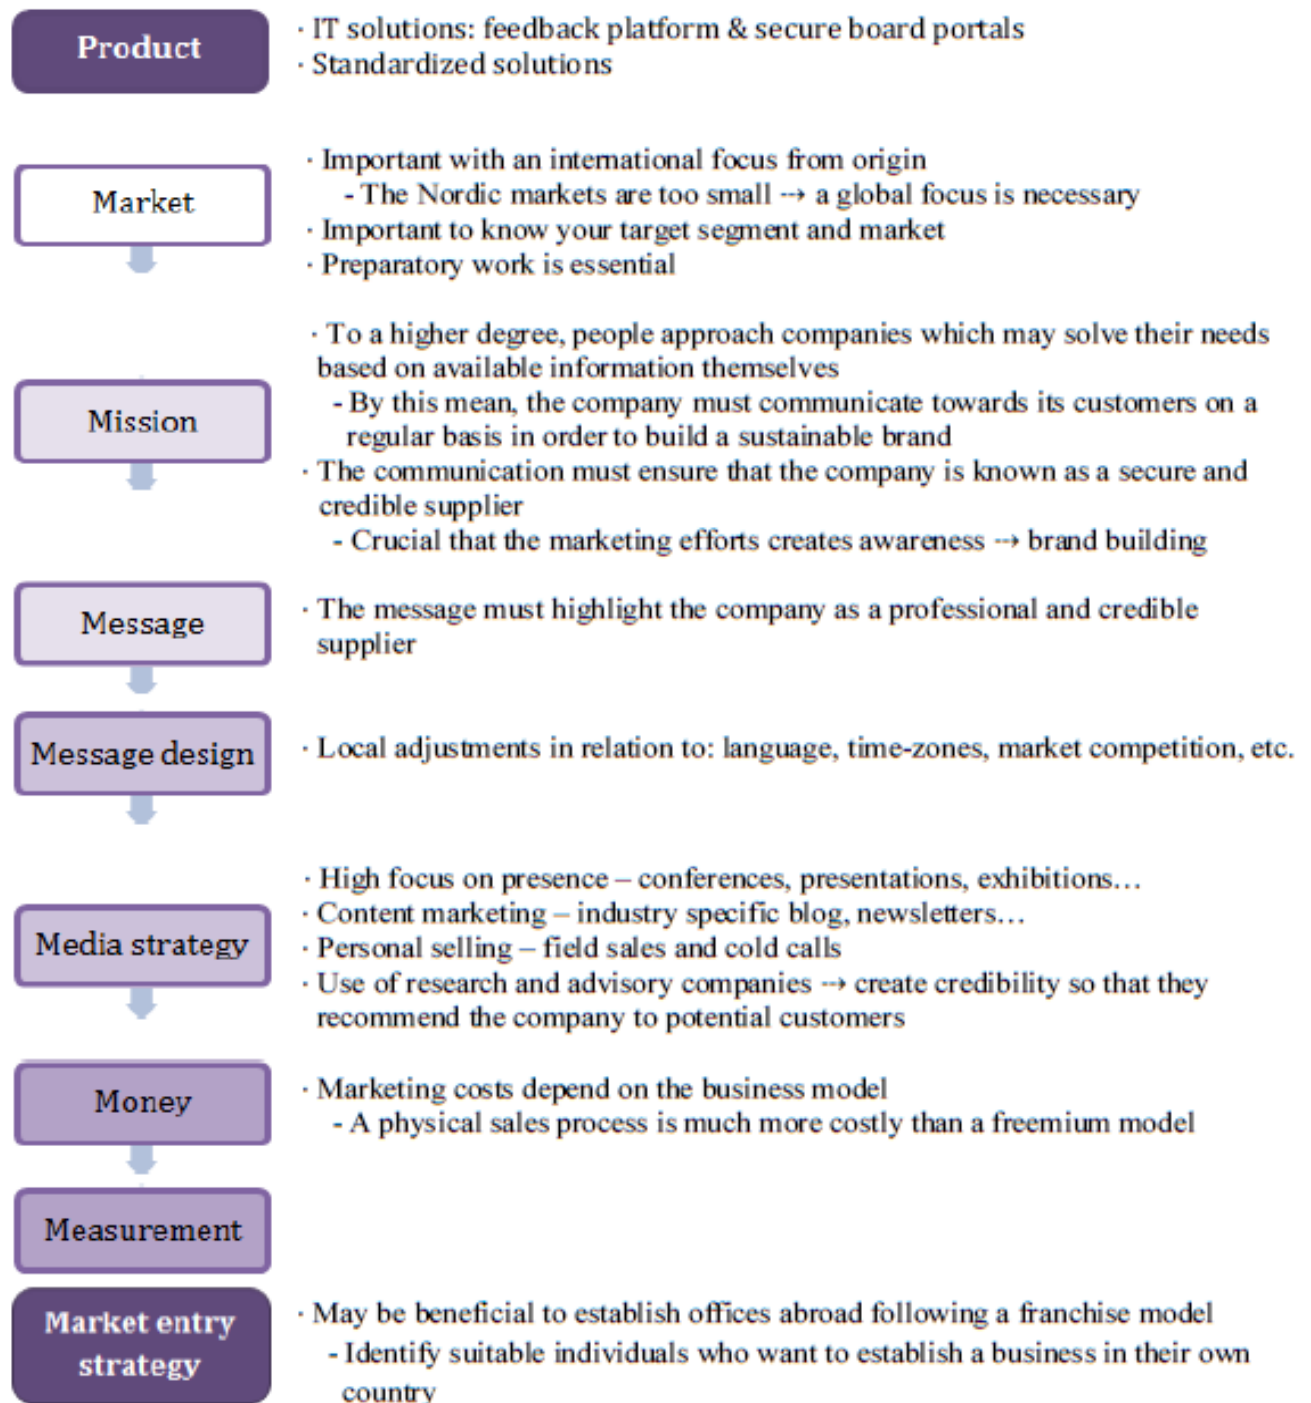 Product
· IT solutions: feedback platform & secure board portals
· Standardized solutions
Market
· Important with an international focus from origin
- The Nordic markets are too small ⇢ a global focus is necessary
· Important to know your target segment and market
· Preparatory work is essential
Mission
· To a higher degree, people approach companies which may solve their needs
based on available information themselves
- By this mean, the company must communicate towards its customers on a
regular basis in order to build a sustainable brand
· The communication must ensure that the company is known as a secure and
credible supplier
- Crucial that the marketing efforts creates awareness ⇢ brand building
Message
· The message must highlight the company as a professional and credible
supplier
Message design
· Local adjustments in relation to: language, time-zones, market competition, etc.
Media strategy
· High focus on presence – conferences, presentations, exhibitions…
· Content marketing – industry specific blog, newsletters…
· Personal selling – field sales and cold calls
· Use of research and advisory companies ⇢ create credibility so that they
recommend the company to potential customers
Money
· Marketing costs depend on the business model
- A physical sales process is much more costly than a freemium model
Measurement
Market entry
strategy
· May be beneficial to establish offices abroad following a franchise model
- Identify suitable individuals who want to establish a business in their own
country